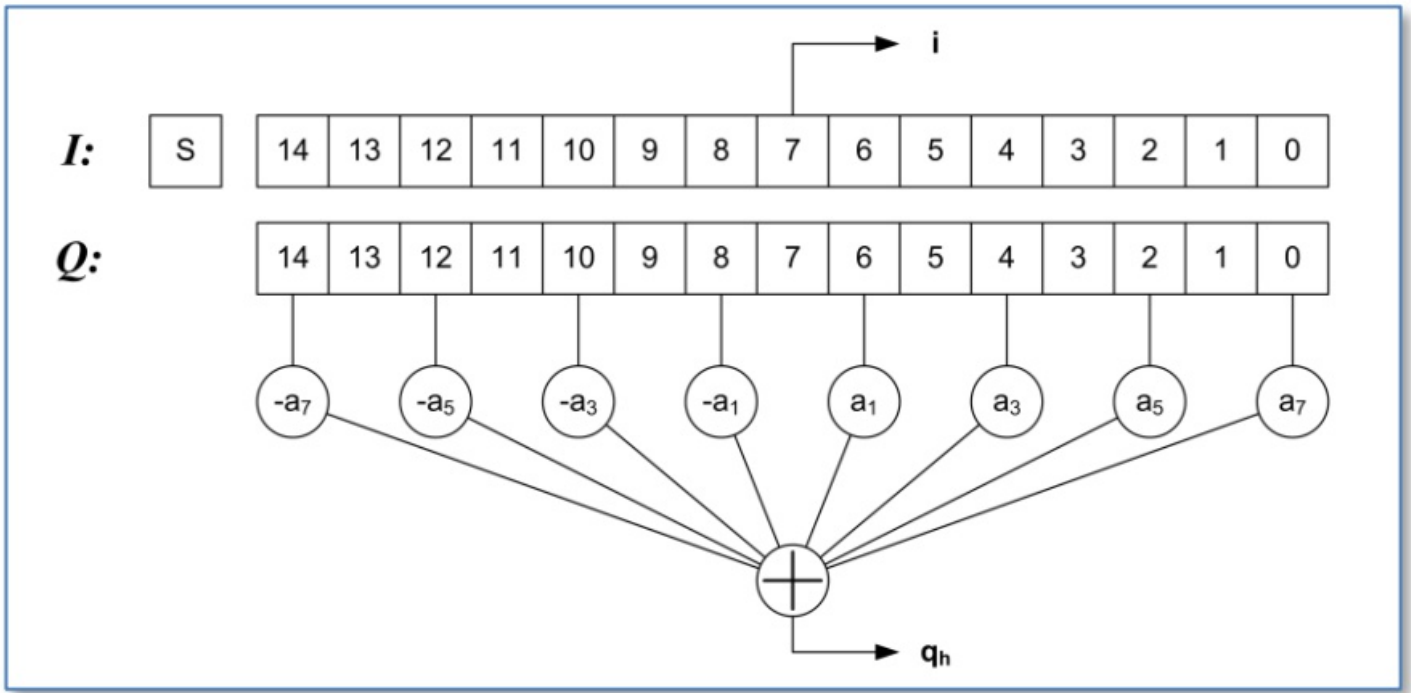 i
I: S 14 13 12 11 10 9 8 7 6 5 4 3 2 1 0
Q: 14 13 12 11 10 9 8 7 6 5 4 3 2 1 0
-a₇ -a₅ -a₃ -a₁ a₁ a₃ a₅ a₇
qₕ